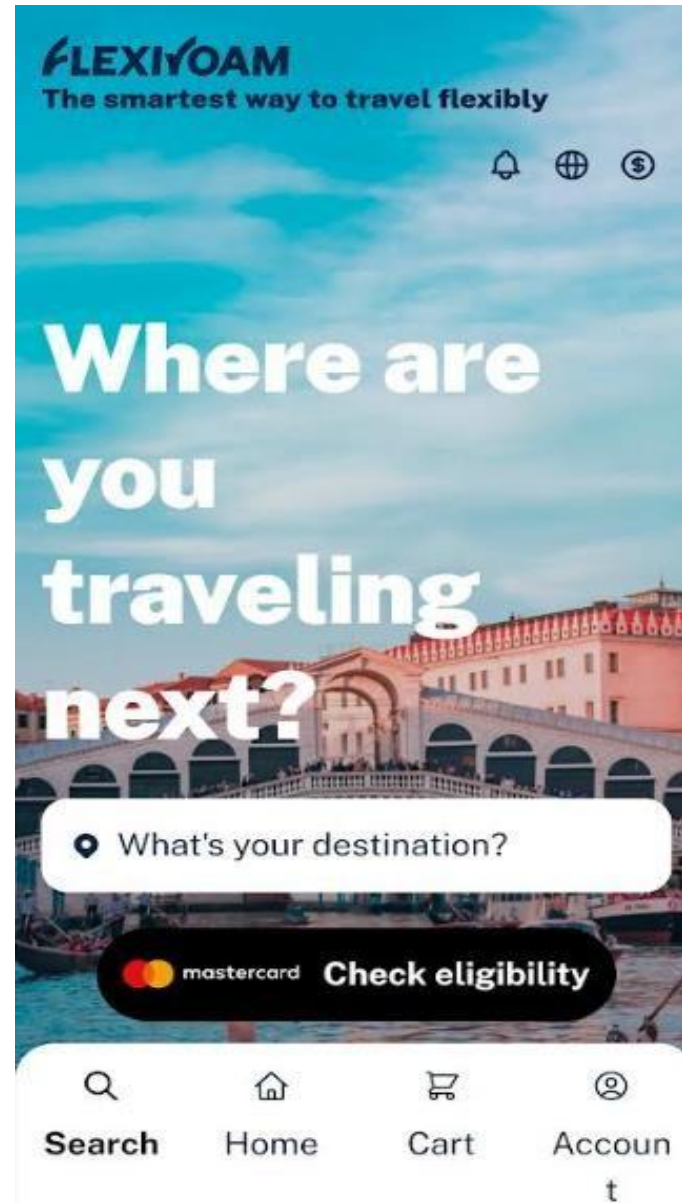 FLEXIYOAM
The smartest way to travel flexibly
Where are
you
traveling
next?
What's your destination?
mastercard Check eligibility
Search Home Cart Accoun
t